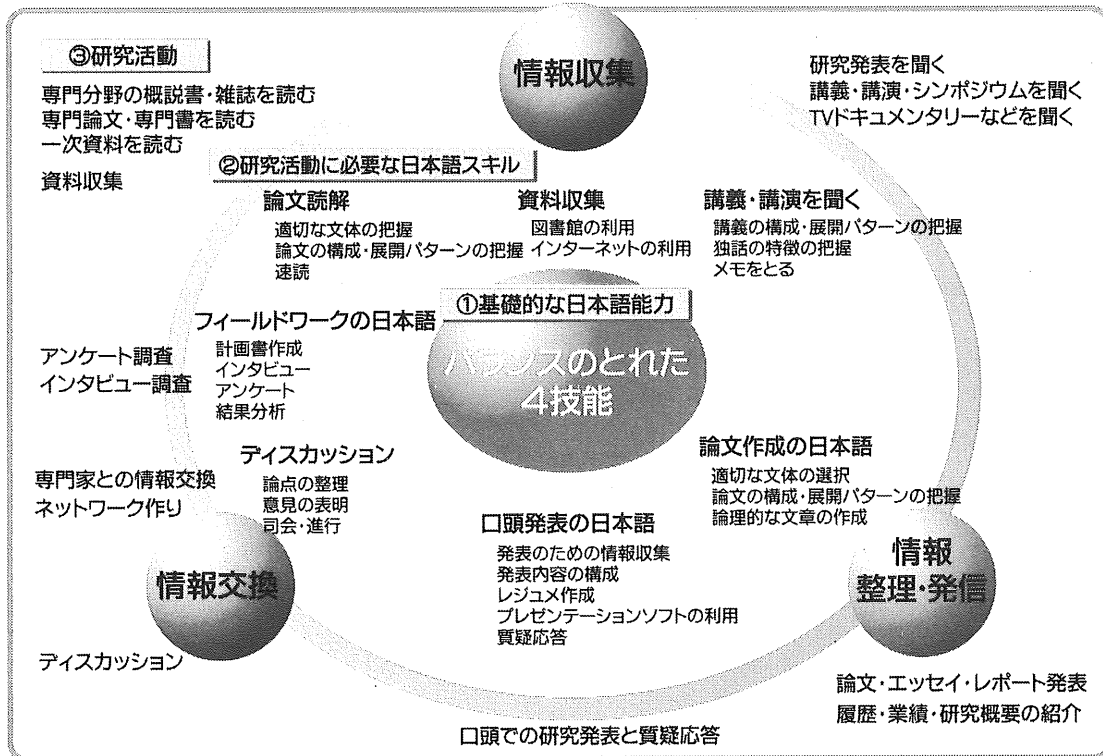 ③研究活動
専門分野の概説書・雑誌を読む
専門論文・専門書を読む
一次資料を読む
資料収集
情報収集
研究発表を聞く
講義・講演・シンポジウムを聞く
TVドキュメンタリーなどを聞く
②研究活動に必要な日本語スキル
論文読解
適切な文体の把握
論文の構成・展開パターンの把握
速読
資料収集
図書館の利用
インターネットの利用
講義・講演を聞く
講義の構成・展開パターンの把握
独話の特徴の把握
メモをとる
①基礎的な日本語能力
バランスのとれた
4技能
フィールドワークの日本語
計画書作成
インタビュー
アンケート
結果分析
アンケート調査
インタビュー調査
ディスカッション
論点の整理
意見の表明
司会・進行
専門家との情報交換
ネットワーク作り
情報交換
ディスカッション
口頭発表の日本語
発表のための情報収集
発表内容の構成
レジュメ作成
プレゼンテーションソフトの利用
質疑応答
論文作成の日本語
適切な文体の選択
論文の構成・展開パターンの把握
論理的な文章の作成
情報
整理・発信
論文・エッセイ・レポート発表
履歴・業績・研究概要の紹介
口頭での研究発表と質疑応答